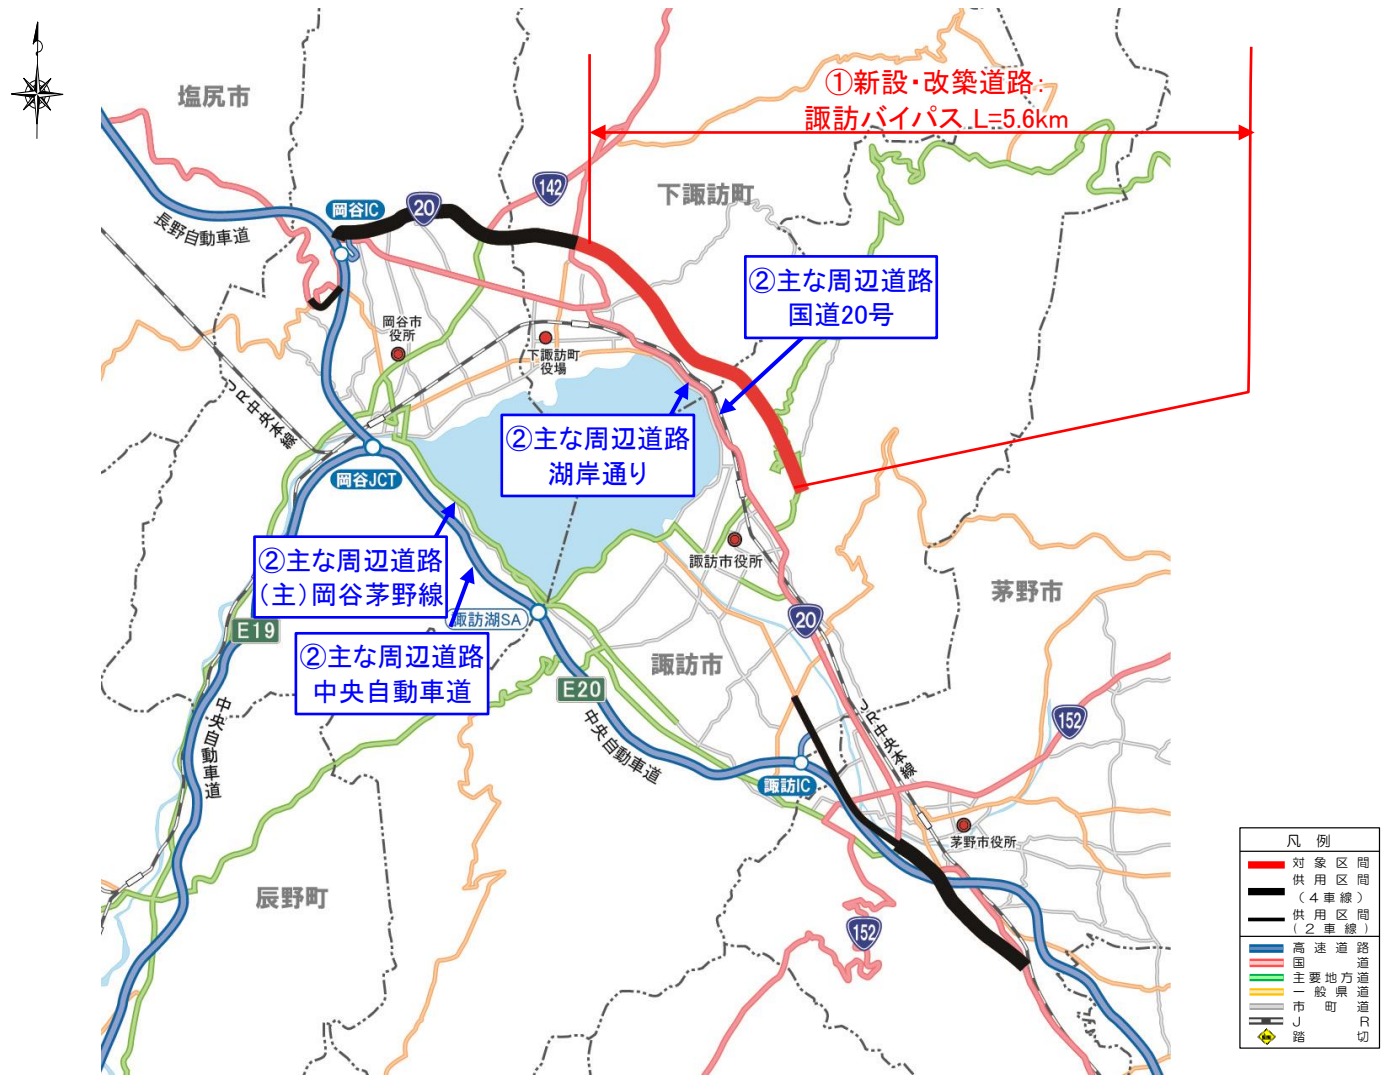 ①新設・改築道路：
諏訪バイパス L=5.6km
塩尻市
下諏訪町
142
岡谷IC
20
長野自動車道
②主な周辺道路
国道20号
岡谷市
役所
下諏訪町
役場
JR中央本線
②主な周辺道路
湖岸通り
岡谷JCT
②主な周辺道路
(主)岡谷茅野線
諏訪市役所
茅野市
諏訪湖SA
E19
20
②主な周辺道路
中央自動車道
諏訪市
E20
中央自動車道
中央自動車道
152
JR中央本線
諏訪IC
茅野市役所
辰野町
152
凡 例
対象区間
供用区間
(4車線)
供用区間
(2車線)
高速道路
国道
主要地方道
一般県道
市町道
JR
踏切